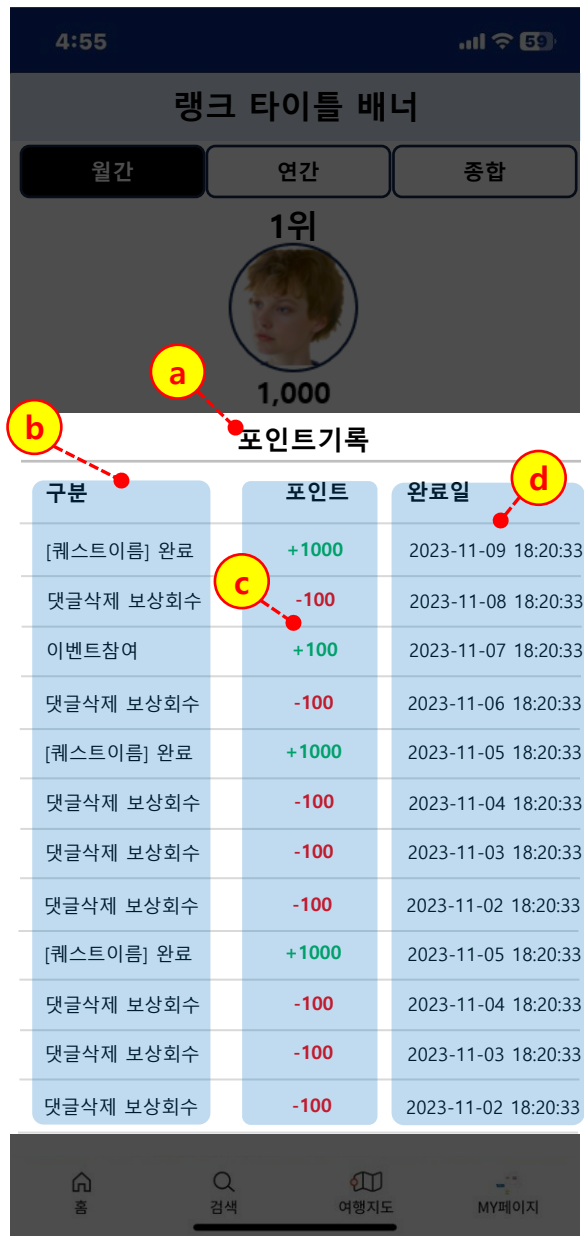 4:55
59
랭크 타이틀 배너
월간 연간 종합
1위
a
1,000
b
포인트기록
d
구분 포인트 완료일
[퀘스트이름] 완료 +1000 2023-11-09 18:20:33
c
댓글삭제 보상회수 -100 2023-11-08 18:20:33
이벤트참여 +100 2023-11-07 18:20:33
댓글삭제 보상회수 -100 2023-11-06 18:20:33
[퀘스트이름] 완료 +1000 2023-11-05 18:20:33
댓글삭제 보상회수 -100 2023-11-04 18:20:33
댓글삭제 보상회수 -100 2023-11-03 18:20:33
댓글삭제 보상회수 -100 2023-11-02 18:20:33
[퀘스트이름] 완료 +1000 2023-11-05 18:20:33
댓글삭제 보상회수 -100 2023-11-04 18:20:33
댓글삭제 보상회수 -100 2023-11-03 18:20:33
댓글삭제 보상회수 -100 2023-11-02 18:20:33
홈 검색 여행지도 MY페이지